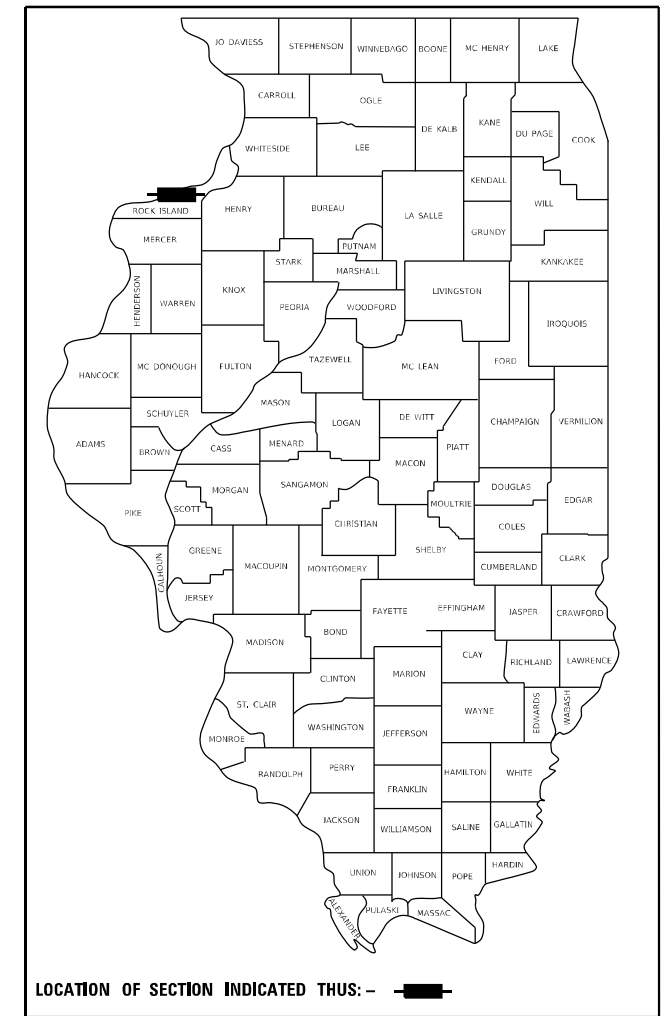 JO DAVIESS
STEPHENSON
WINNEBAGO
BOONE
MC HENRY
LAKE
CARROLL
OGLE
DE KALB
KANE
DU PAGE
COOK
WHITESIDE
LEE
KENDALL
WILL
ROCK ISLAND
HENRY
BUREAU
LA SALLE
GRUNDY
MERCER
PUTNAM
STARK
MARSHALL
KANKAKEE
HENDERSON
WARREN
KNOX
PEORIA
WOODFORD
LIVINGSTON
IROQUOIS
HANCOCK
MC DONOUGH
FULTON
TAZEWELL
MC LEAN
FORD
MASON
SCHUYLER
LOGAN
DE WITT
CHAMPAIGN
VERMILION
ADAMS
BROWN
CASS
MENARD
PIATT
MACON
MORGAN
SANGAMON
DOUGLAS
EDGAR
PIKE
SCOTT
MOULTRIE
CHRISTIAN
COLES
GREENE
CALHOUN
MACOUPIN
MONTGOMERY
SHELBY
CUMBERLAND
CLARK
JERSEY
FAYETTE
EFFINGHAM
JASPER
CRAWFORD
MADISON
BOND
CLAY
RICHLAND
LAWRENCE
CLINTON
MARION
ST. CLAIR
WAYNE
EDWARDS
WABASH
WASHINGTON
JEFFERSON
MONROE
RANDOLPH
PERRY
HAMILTON
WHITE
FRANKLIN
JACKSON
WILLIAMSON
SALINE
GALLATIN
UNION
JOHNSON
POPE
HARDIN
ALEXANDER
PULASKI
MASSAC
LOCATION OF SECTION INDICATED THUS: –